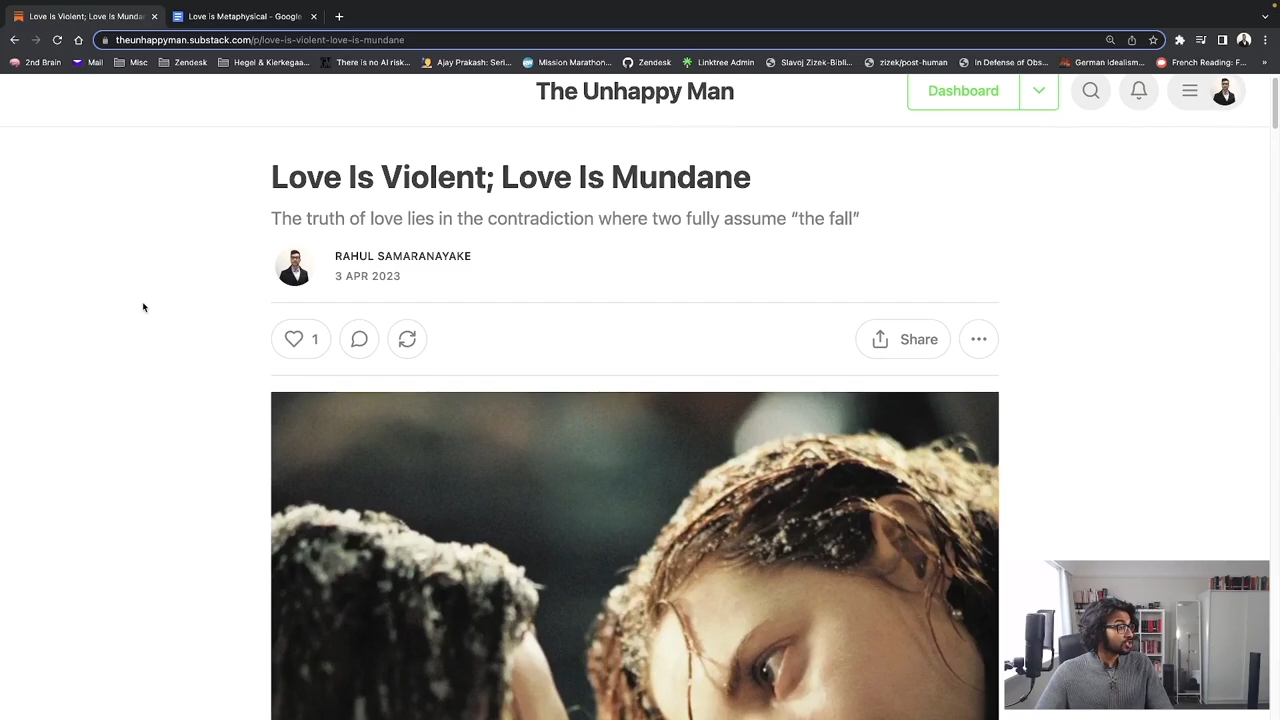 Love Is Violent; Love Is Munda
Love is Metaphysical - Google
theunhappyman.substack.com/p/love-is-violent-love-is-mundane
2nd Brain Mail Misc Zendesk Hegel & Kierkegaa... There is no AI risk... Ajay Prakash: Seri... Mission Marathon... Zendesk Linktree Admin Slavoj Zizek-Bibli... zizek/post-human In Defense of Obs... German Idealism... French Reading: F... »
The Unhappy Man
Dashboard
Love Is Violent; Love Is Mundane
The truth of love lies in the contradiction where two fully assume “the fall”
RAHUL SAMARANAYAKE
3 APR 2023
1
Share